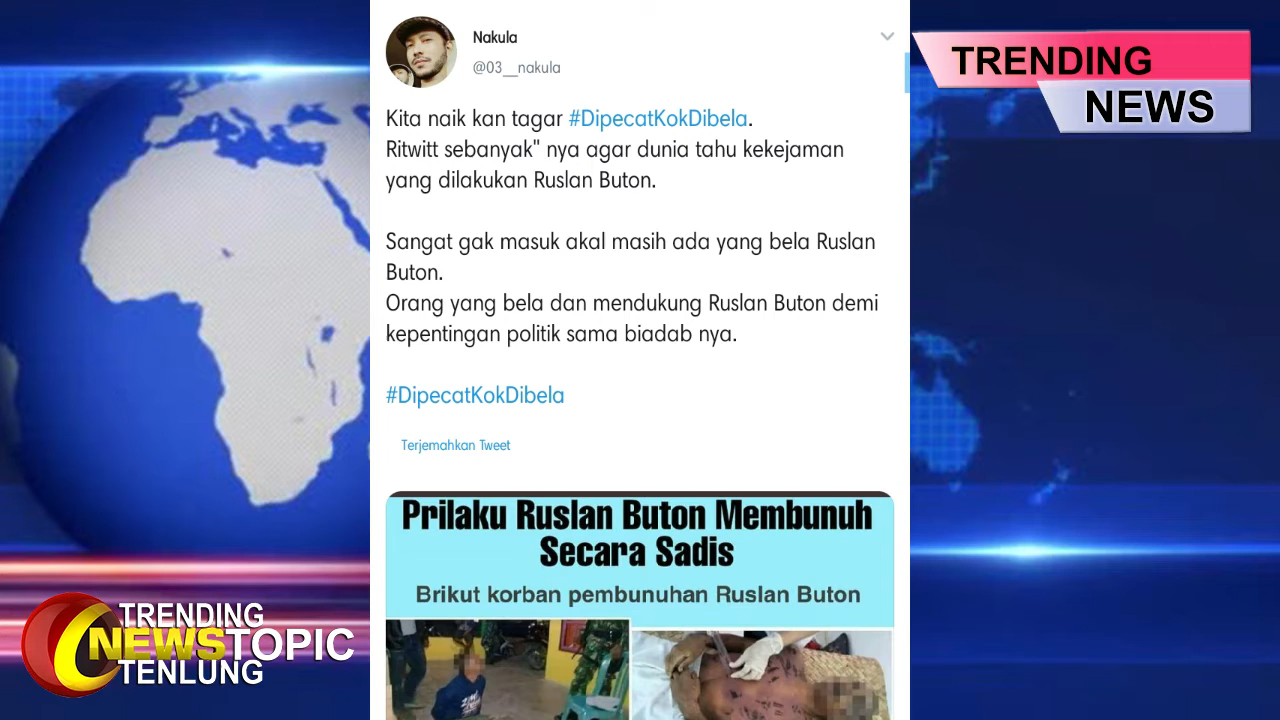 Nakula
@03__nakula
Kita naik kan tagar #DipecatKokDibela.
Ritwitt sebanyak" nya agar dunia tahu kekejaman
yang dilakukan Ruslan Buton.
Sangat gak masuk akal masih ada yang bela Ruslan
Buton.
Orang yang bela dan mendukung Ruslan Buton demi
kepentingan politik sama biadab nya.
#DipecatKokDibela
Terjemahkan Tweet
Prilaku Ruslan Buton Membunuh
Secara Sadis
Brikut korban pembunuhan Ruslan Buton
TRENDING
NEWS
TRENDING
NEWSTOPIC
TENLUNG